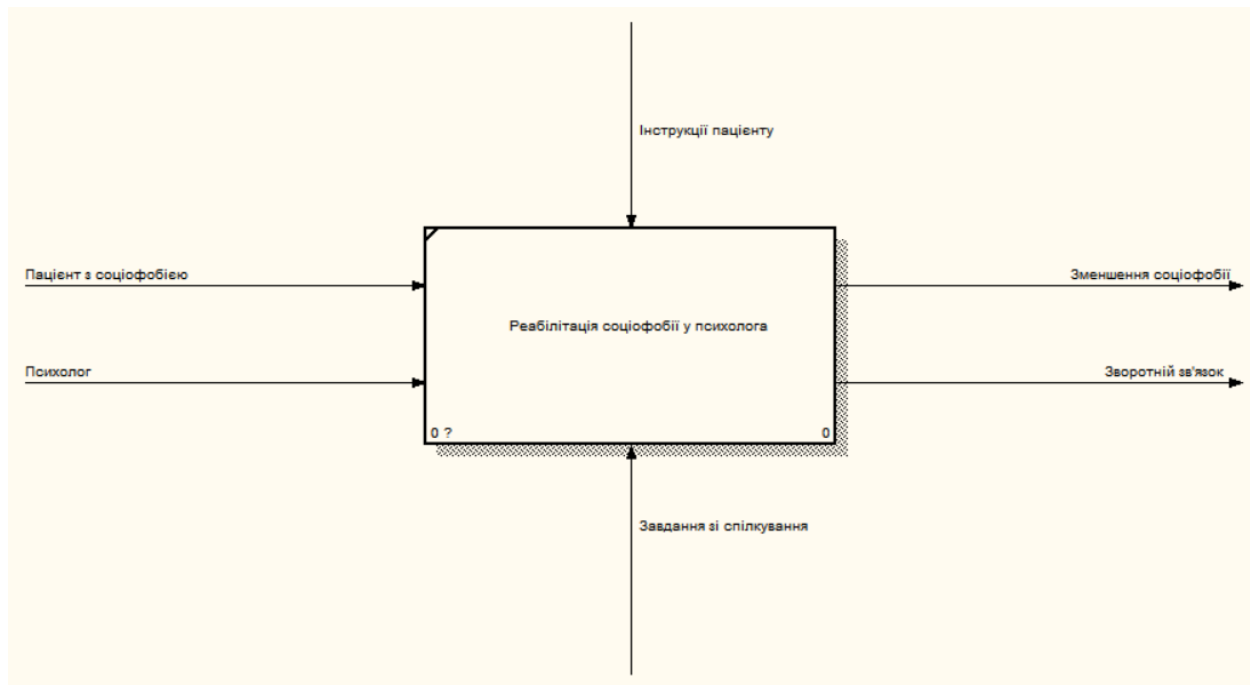 Інструкції пацієнту
Пацієнт з соціофобією
Зменшення соціофобії
Реабілітація соціофобії у психолога
Психолог
Зворотній зв'язок
0 ?
0
Завдання зі спілкування